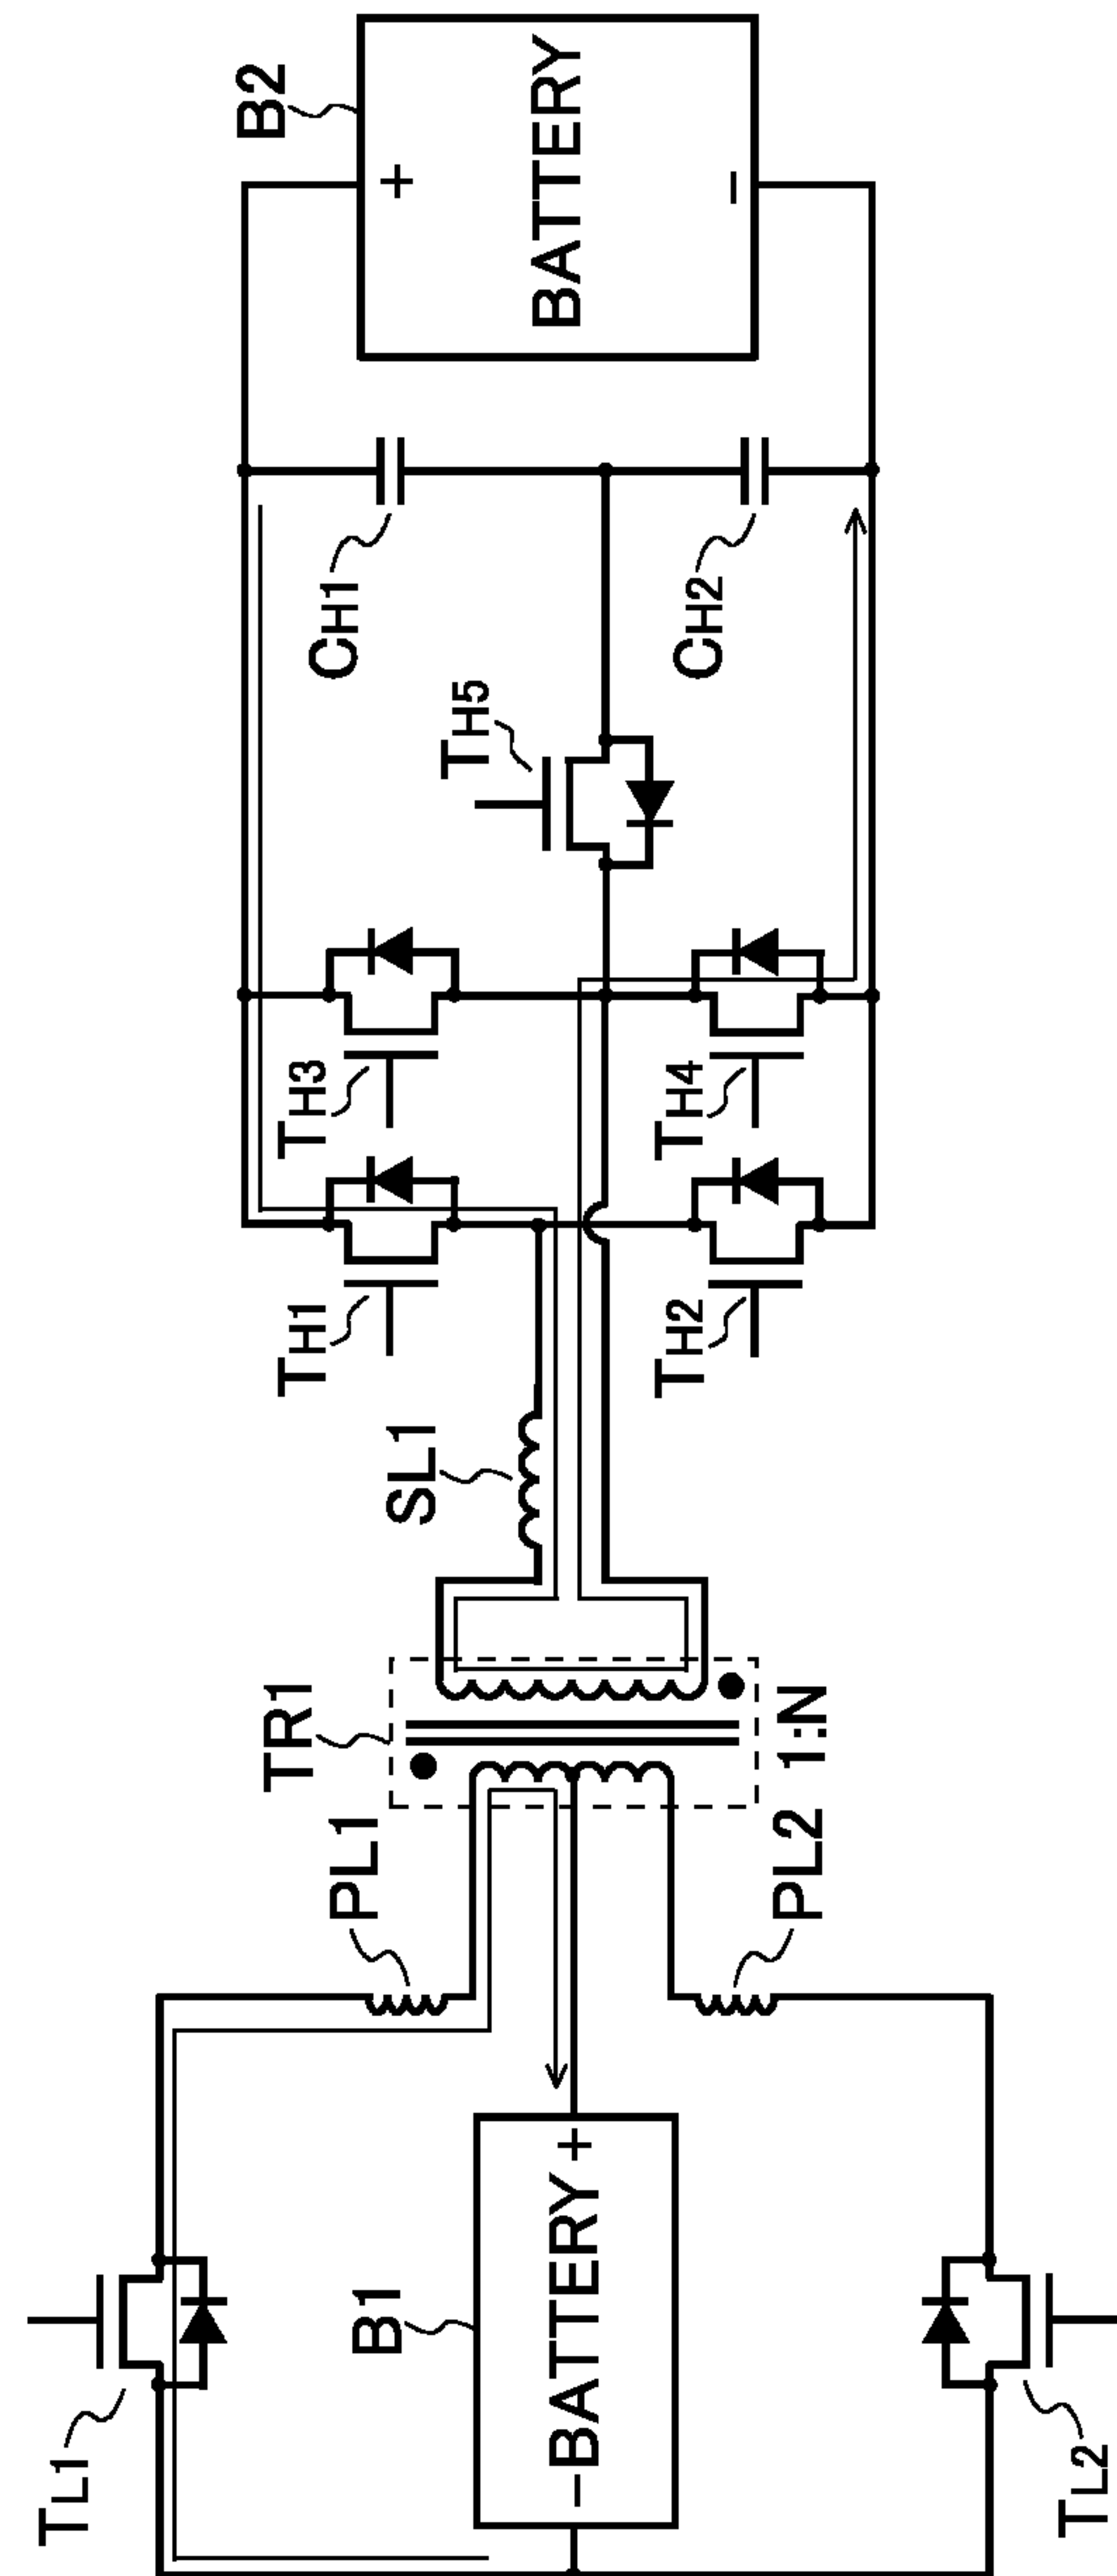 TL1
B1
− BATTERY +
TL2
PL1
PL2
TR1
1:N
SL1
TH1
TH2
TH3
TH4
TH5
CH1
CH2
B2
+
BATTERY
−